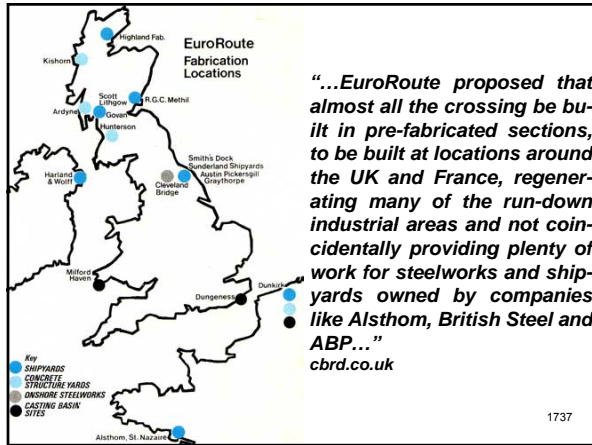 EuroRoute
Fabrication
Locations
Highland Fab.
Kishorn
Scott
Lithgow
R.G.C. Methil
Ardyne
Govan
Hunterson
Smith's Dock
Sunderland Shipyards
Austin Pickersgill
Graythorpe
Harland
& Wolff
Cleveland
Bridge
Milford
Haven
Dungeness
Dunkirk
Key
SHIPYARDS
CONCRETE
STRUCTURE YARDS
ONSHORE STEELWORKS
CASTING BASIN
SITES
Alsthom, St. Nazaire
“…EuroRoute proposed that
almost all the crossing be bu-
ilt in pre-fabricated sections,
to be built at locations around
the UK and France, regener-
ating many of the run-down
industrial areas and not coin-
cidentally providing plenty of
work for steelworks and ship-
yards owned by companies
like Alsthom, British Steel and
ABP…”
cbrd.co.uk
1737